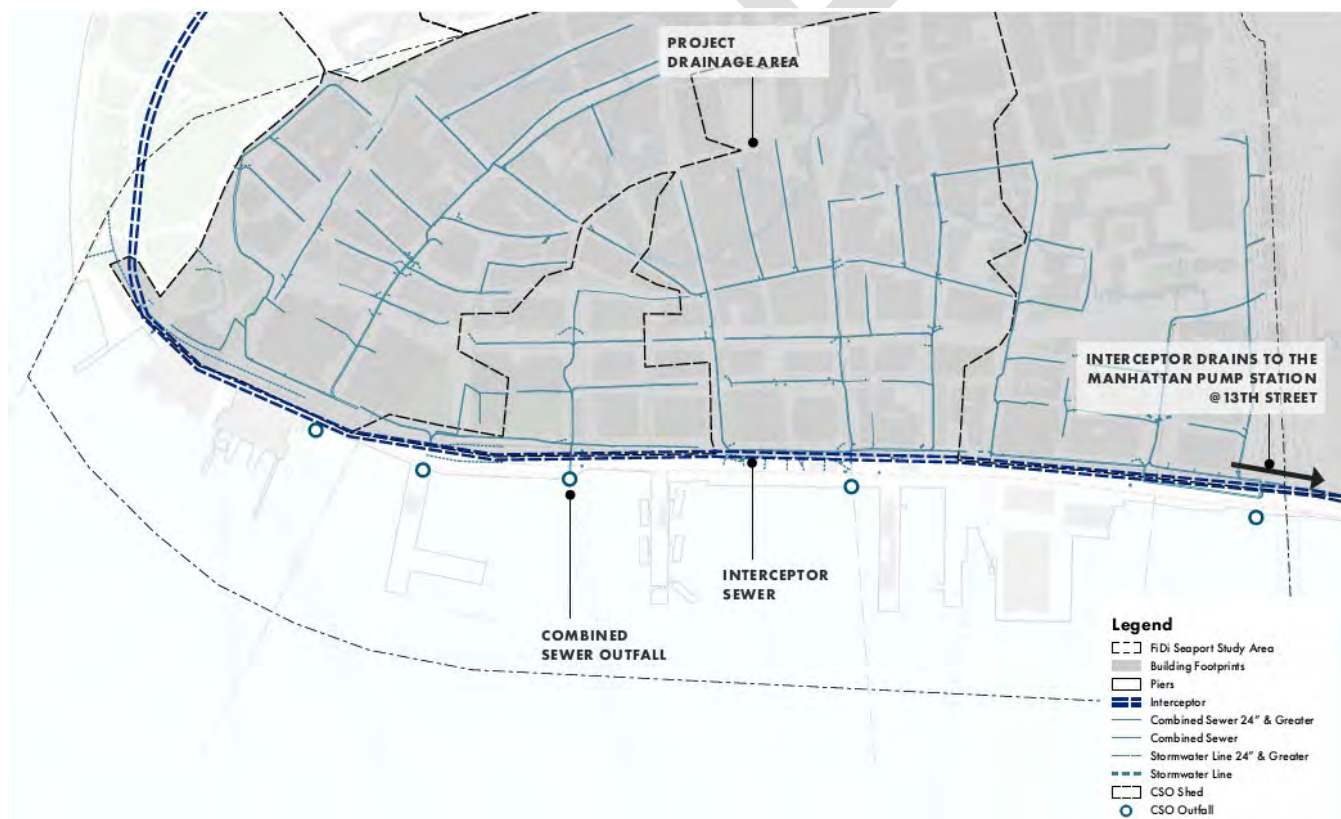 PROJECT
DRAINAGE AREA
INTERCEPTOR DRAINS TO THE
MANHATTAN PUMP STATION
@13TH STREET
INTERCEPTOR
SEWER
COMBINED
SEWER OUTFALL
Legend
FiDi Seaport Study Area
Building Footprints
Piers
Interceptor
Combined Sewer 24" & Greater
Combined Sewer
Stormwater Line 24" & Greater
Stormwater Line
CSO Shed
CSO Outfall